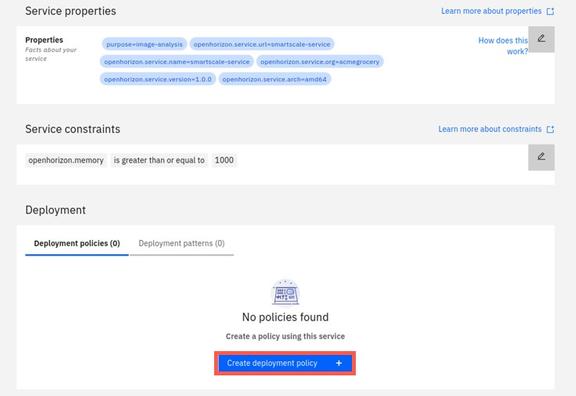 Service properties
Learn more about properties
Properties
Facts about your
service
purpose=image-analysis
openhorizon.service.url=smartscale-service
openhorizon.service.name=smartscale-service
openhorizon.service.org=acmegrocery
openhorizon.service.version=1.0.0
openhorizon.service.arch=amd64
How does this
work?
Service constraints
Learn more about constraints
openhorizon.memory is greater than or equal to 1000
Deployment
Deployment policies (0)
Deployment patterns (0)
No policies found
Create a policy using this service
Create deployment policy +